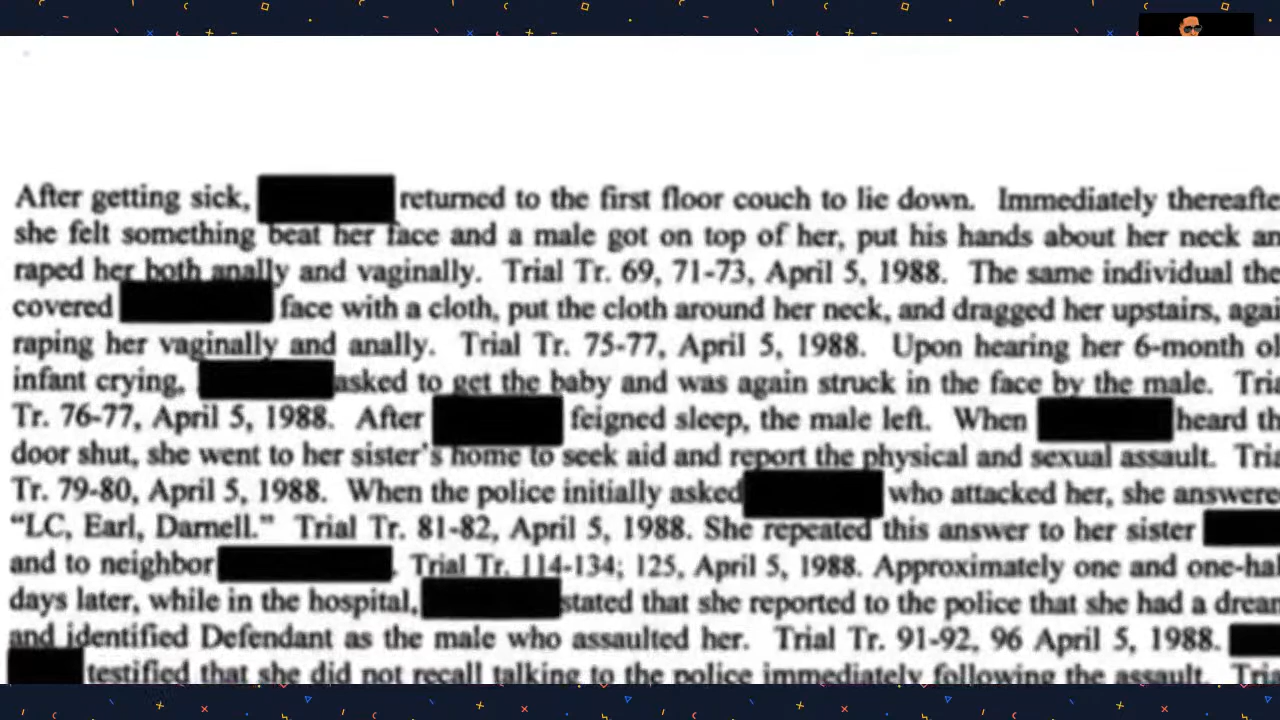 After getting sick, returned to the first floor couch to lie down. Immediately thereafte
she felt something beat her face and a male got on top of her, put his hands about her neck an
raped her both anally and vaginally. Trial Tr. 69, 71-73, April 5, 1988. The same individual the
covered face with a cloth, put the cloth around her neck, and dragged her upstairs, agai
raping her vaginally and anally. Trial Tr. 75-77, April 5, 1988. Upon hearing her 6-month ol
infant crying, asked to get the baby and was again struck in the face by the male. Tria
Tr. 76-77, April 5, 1988. After feigned sleep, the male left. When heard th
door shut, she went to her sister's home to seek aid and report the physical and sexual assault. Tria
Tr. 79-80, April 5, 1988. When the police initially asked who attacked her, she answere
“LC, Earl, Darnell.” Trial Tr. 81-82, April 5, 1988. She repeated this answer to her sister
and to neighbor . Trial Tr. 114-134; 125, April 5, 1988. Approximately one and one-hal
days later, while in the hospital, stated that she reported to the police that she had a dream
and identified Defendant as the male who assaulted her. Trial Tr. 91-92, 96 April 5, 1988.
testified that she did not recall talking to the police immediately following the assault. Tria